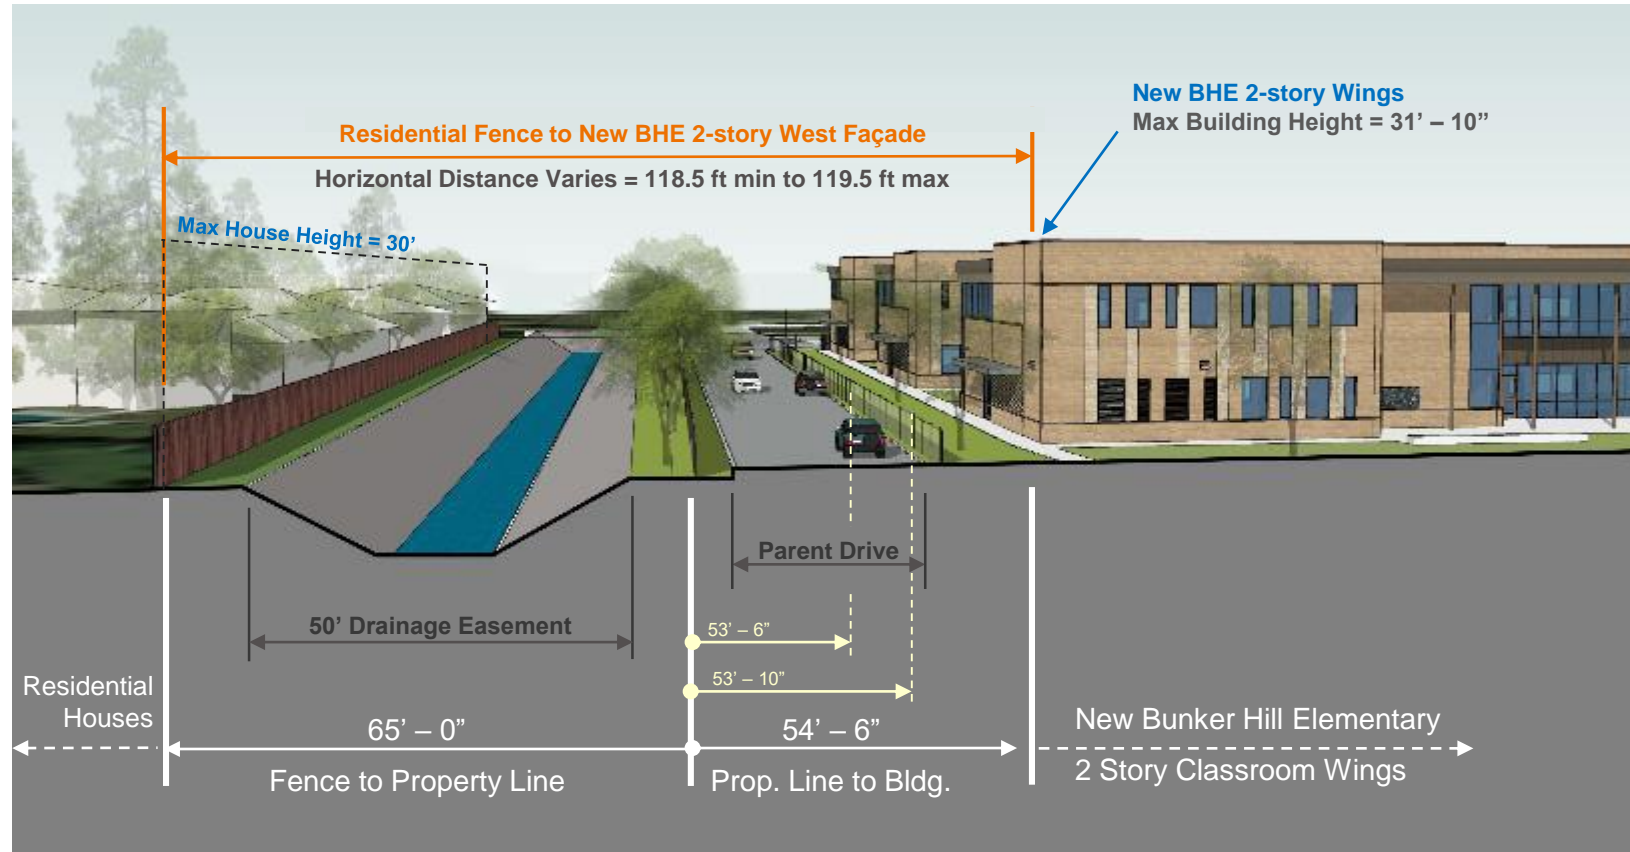 New BHE 2-story Wings
Max Building Height = 31’ – 10”
Residential Fence to New BHE 2-story West Façade
Horizontal Distance Varies = 118.5 ft min to 119.5 ft max
Max House Height = 30’
Parent Drive
50’ Drainage Easement
53’ – 6”
53’ – 10”
Residential
Houses
65’ – 0”
Fence to Property Line
54’ – 6”
Prop. Line to Bldg.
New Bunker Hill Elementary
2 Story Classroom Wings